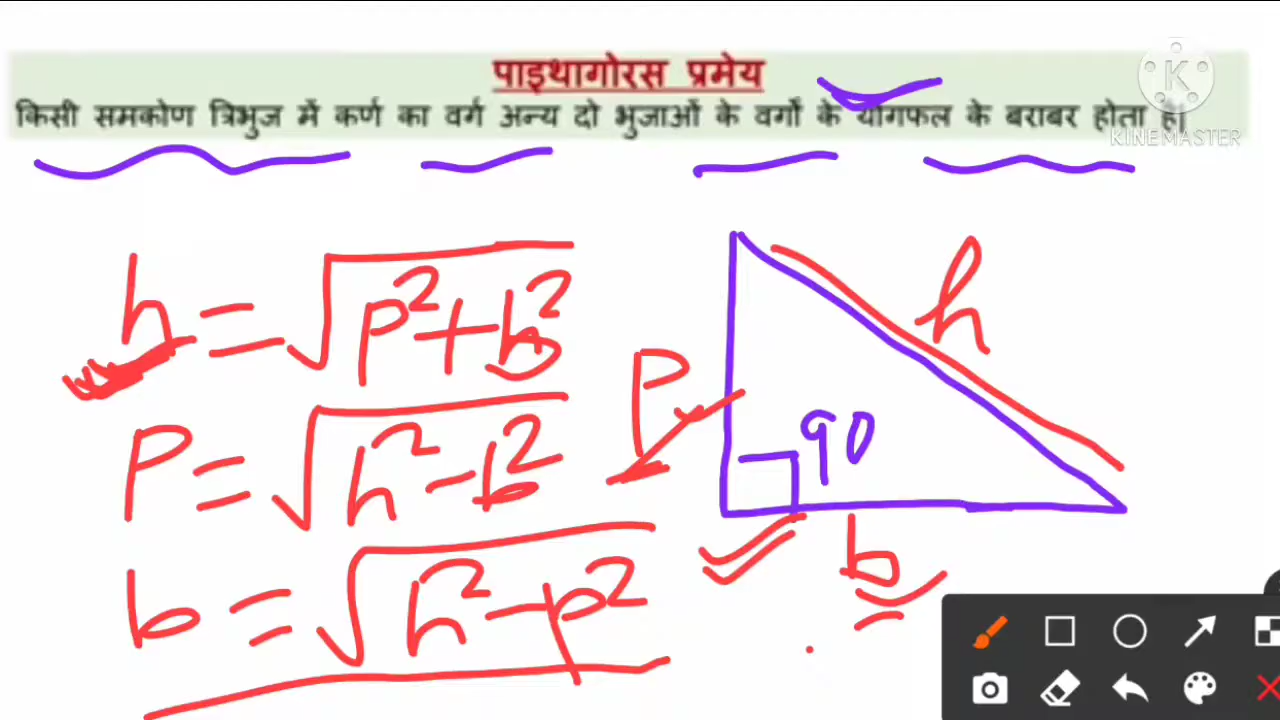 पाइथागोरस प्रमेय
किसी समकोण त्रिभुज में कर्ण का वर्ग अन्य दो भुजाओं के वर्गों के योगफल के बराबर होता है।
K
KINEMASTER
h = √p²+b²
P = √h²-b²
b = √h²-p²
h
P
90
b